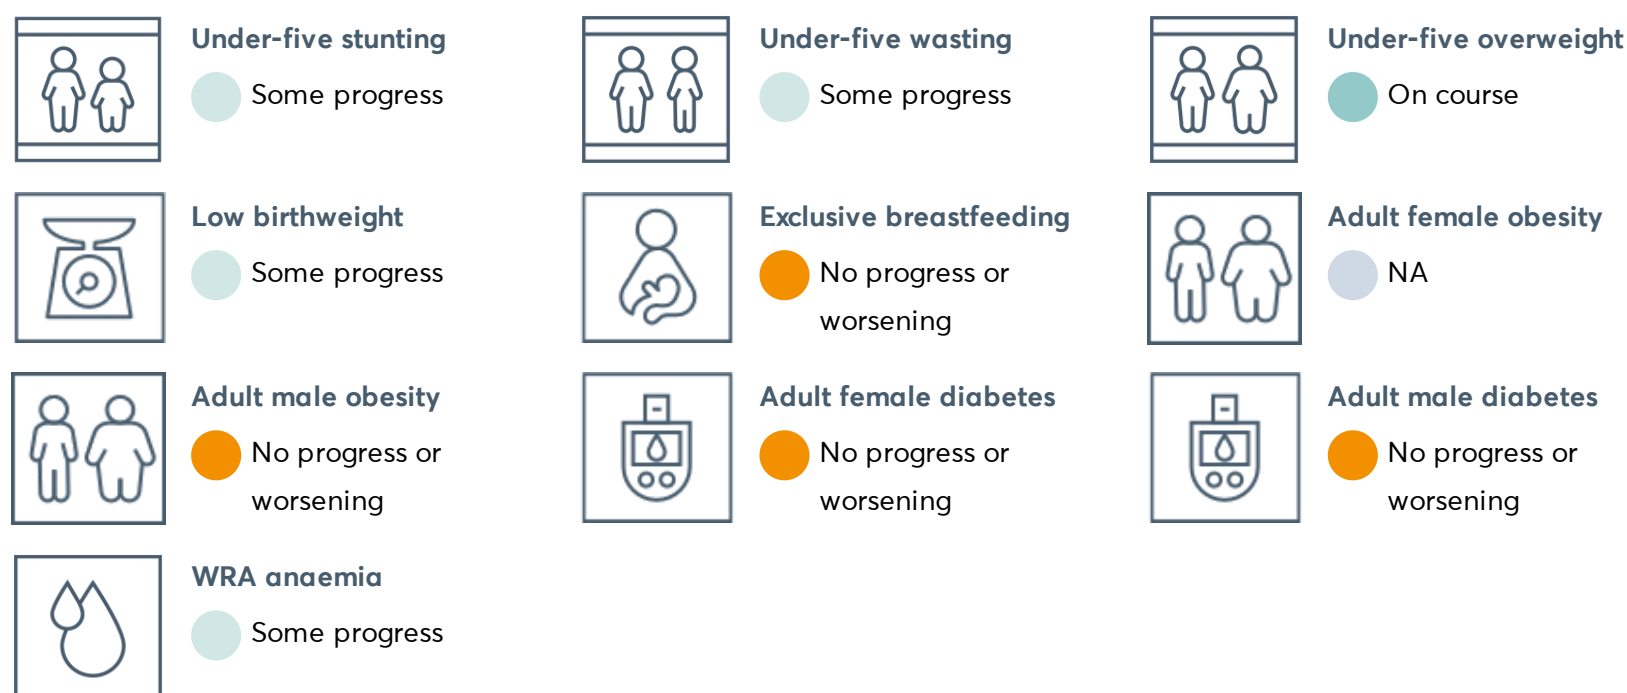 Under-five stunting
Some progress
Under-five wasting
Some progress
Under-five overweight
On course
Low birthweight
Some progress
Exclusive breastfeeding
No progress or
worsening
Adult female obesity
NA
Adult male obesity
No progress or
worsening
Adult female diabetes
No progress or
worsening
Adult male diabetes
No progress or
worsening
WRA anaemia
Some progress